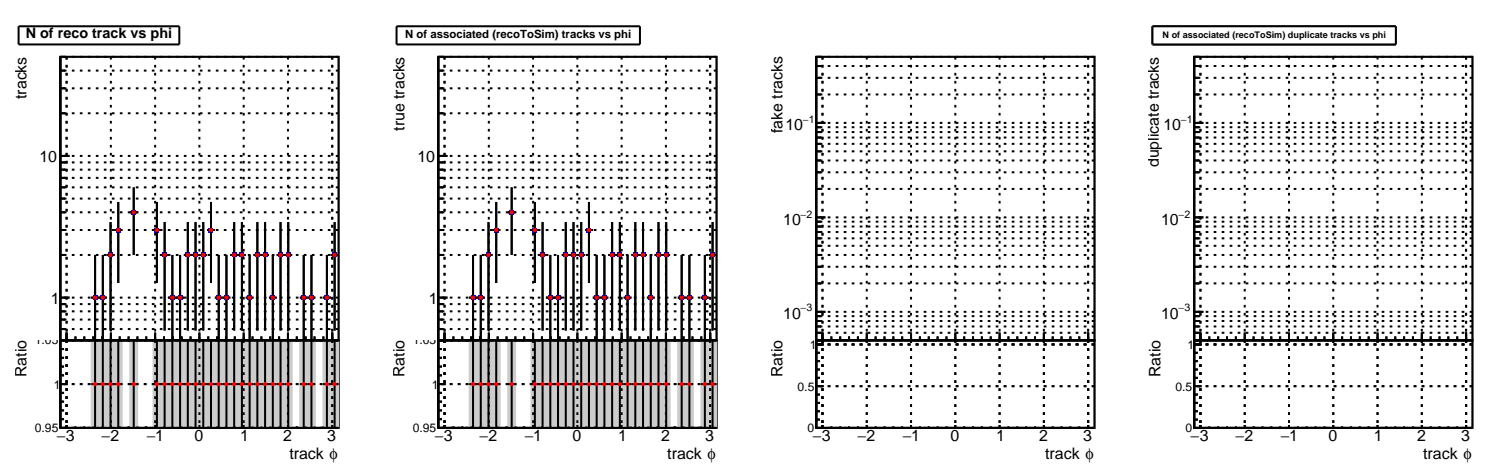 N of reco track vs phi
tracks
10
1
Ratio
1
0.95
−3 −2 −1 0 1 2 3
track ϕ
N of associated (recoToSim) tracks vs phi
true tracks
10
1
Ratio
1
0.95
−3 −2 −1 0 1 2 3
track ϕ
fake tracks
10⁻¹
10⁻²
10⁻³
Ratio
1
0.5
0
−3 −2 −1 0 1 2 3
track ϕ
N of associated (recoToSim) duplicate tracks vs phi
duplicate tracks
10⁻¹
10⁻²
10⁻³
Ratio
1
0.5
0
−3 −2 −1 0 1 2 3
track ϕ